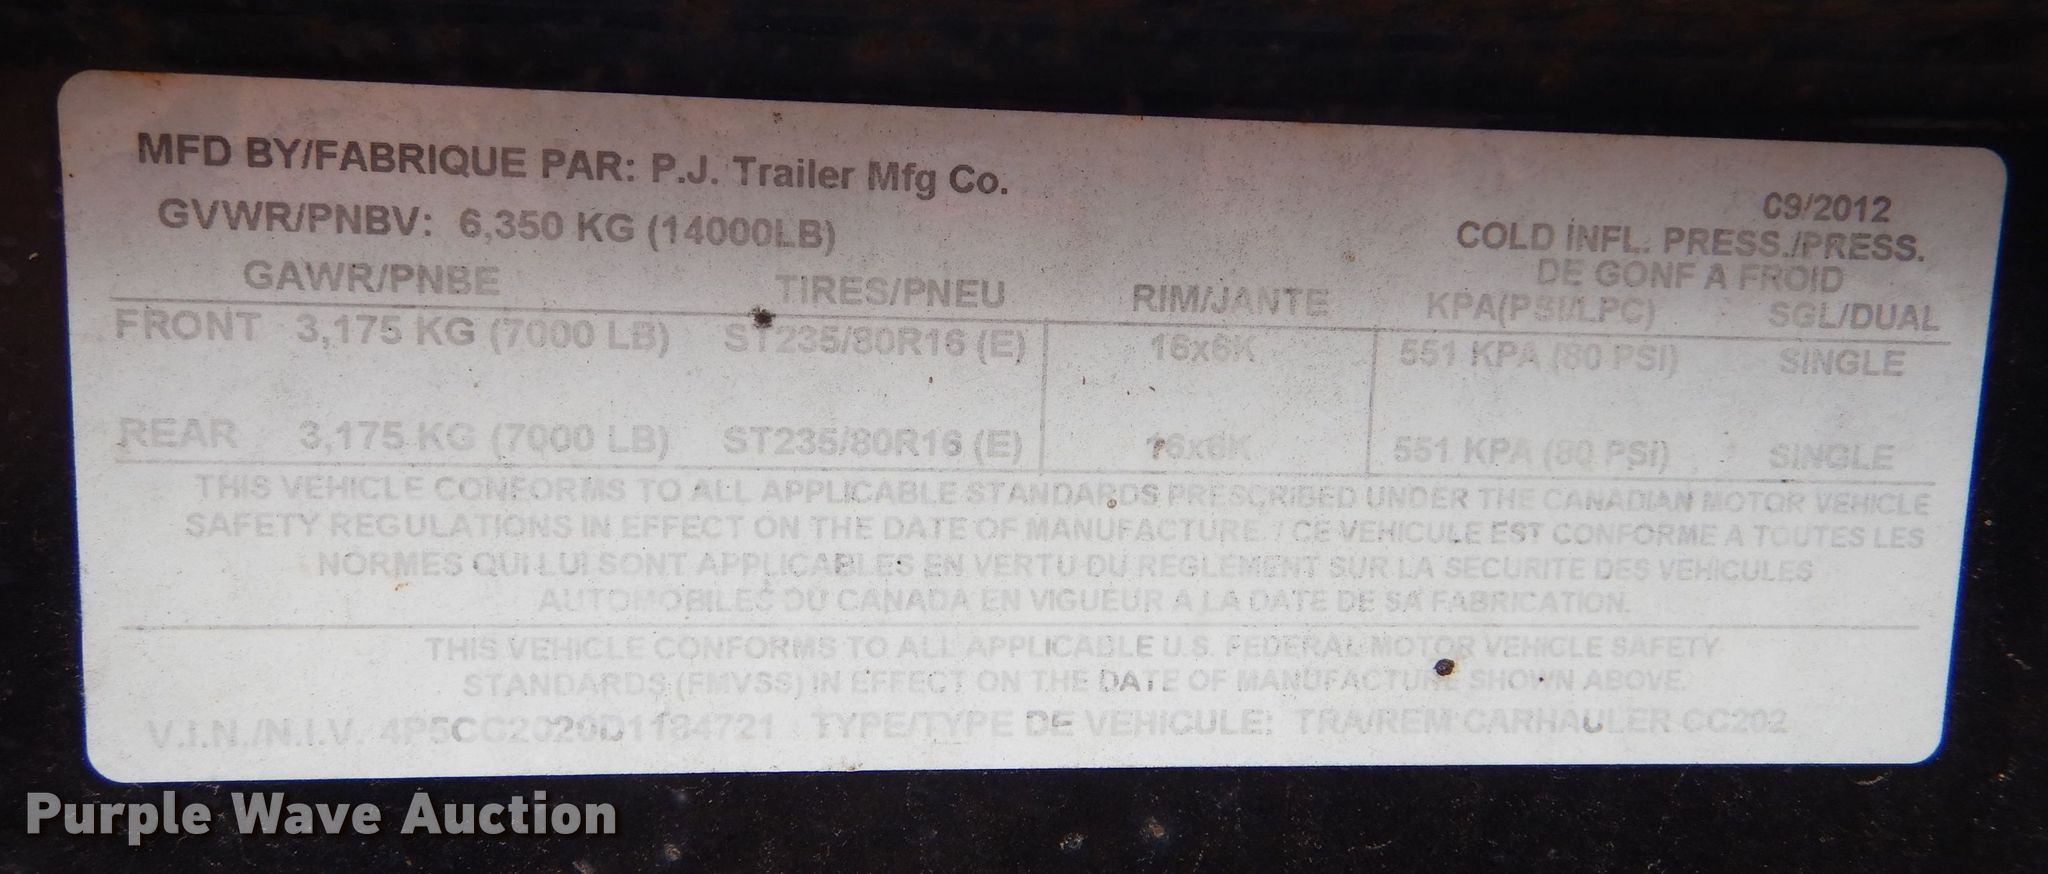 MFD BY/FABRIQUE PAR: P.J. Trailer Mfg Co.
09/2012
GVWR/PNBV: 6,350 KG (14000LB)
COLD INFL. PRESS./PRESS.
DE GONF A FROID
GAWR/PNBE TIRES/PNEU RIM/JANTE KPA(PSI/LPC) SGL/DUAL
FRONT 3,175 KG (7000 LB) ST235/80R16 (E) 16x6K 551 KPA (80 PSI) SINGLE
REAR 3,175 KG (7000 LB) ST235/80R16 (E) 16x6K 551 KPA (80 PSI) SINGLE
THIS VEHICLE CONFORMS TO ALL APPLICABLE STANDARDS PRESCRIBED UNDER THE CANADIAN MOTOR VEHICLE
SAFETY REGULATIONS IN EFFECT ON THE DATE OF MANUFACTURE. / CE VEHICULE EST CONFORME A TOUTES LES
NORMES QUI LUI SONT APPLICABLES EN VERTU DU REGLEMENT SUR LA SECURITE DES VEHICULES
AUTOMOBILES DU CANADA EN VIGUEUR A LA DATE DE SA FABRICATION.
THIS VEHICLE CONFORMS TO ALL APPLICABLE U.S. FEDERAL MOTOR VEHICLE SAFETY
STANDARDS (FMVSS) IN EFFECT ON THE DATE OF MANUFACTURE SHOWN ABOVE.
V.I.N./N.I.V. 4P5CC2020D1184721 TYPE/TYPE DE VEHICULE: TRA/REM CARHAULER CC202
Purple Wave Auction